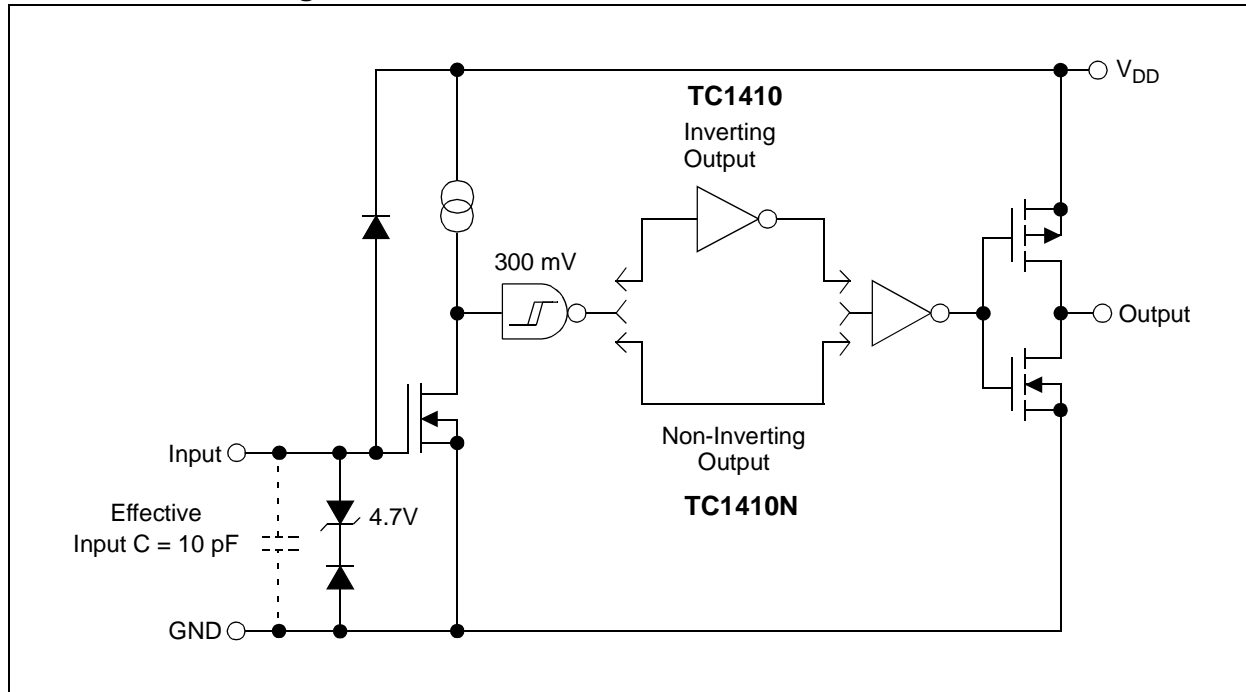 V_DD
TC1410
Inverting
Output
300 mV
Output
Input
Non-Inverting
Output
TC1410N
Effective
Input C = 10 pF
4.7V
GND